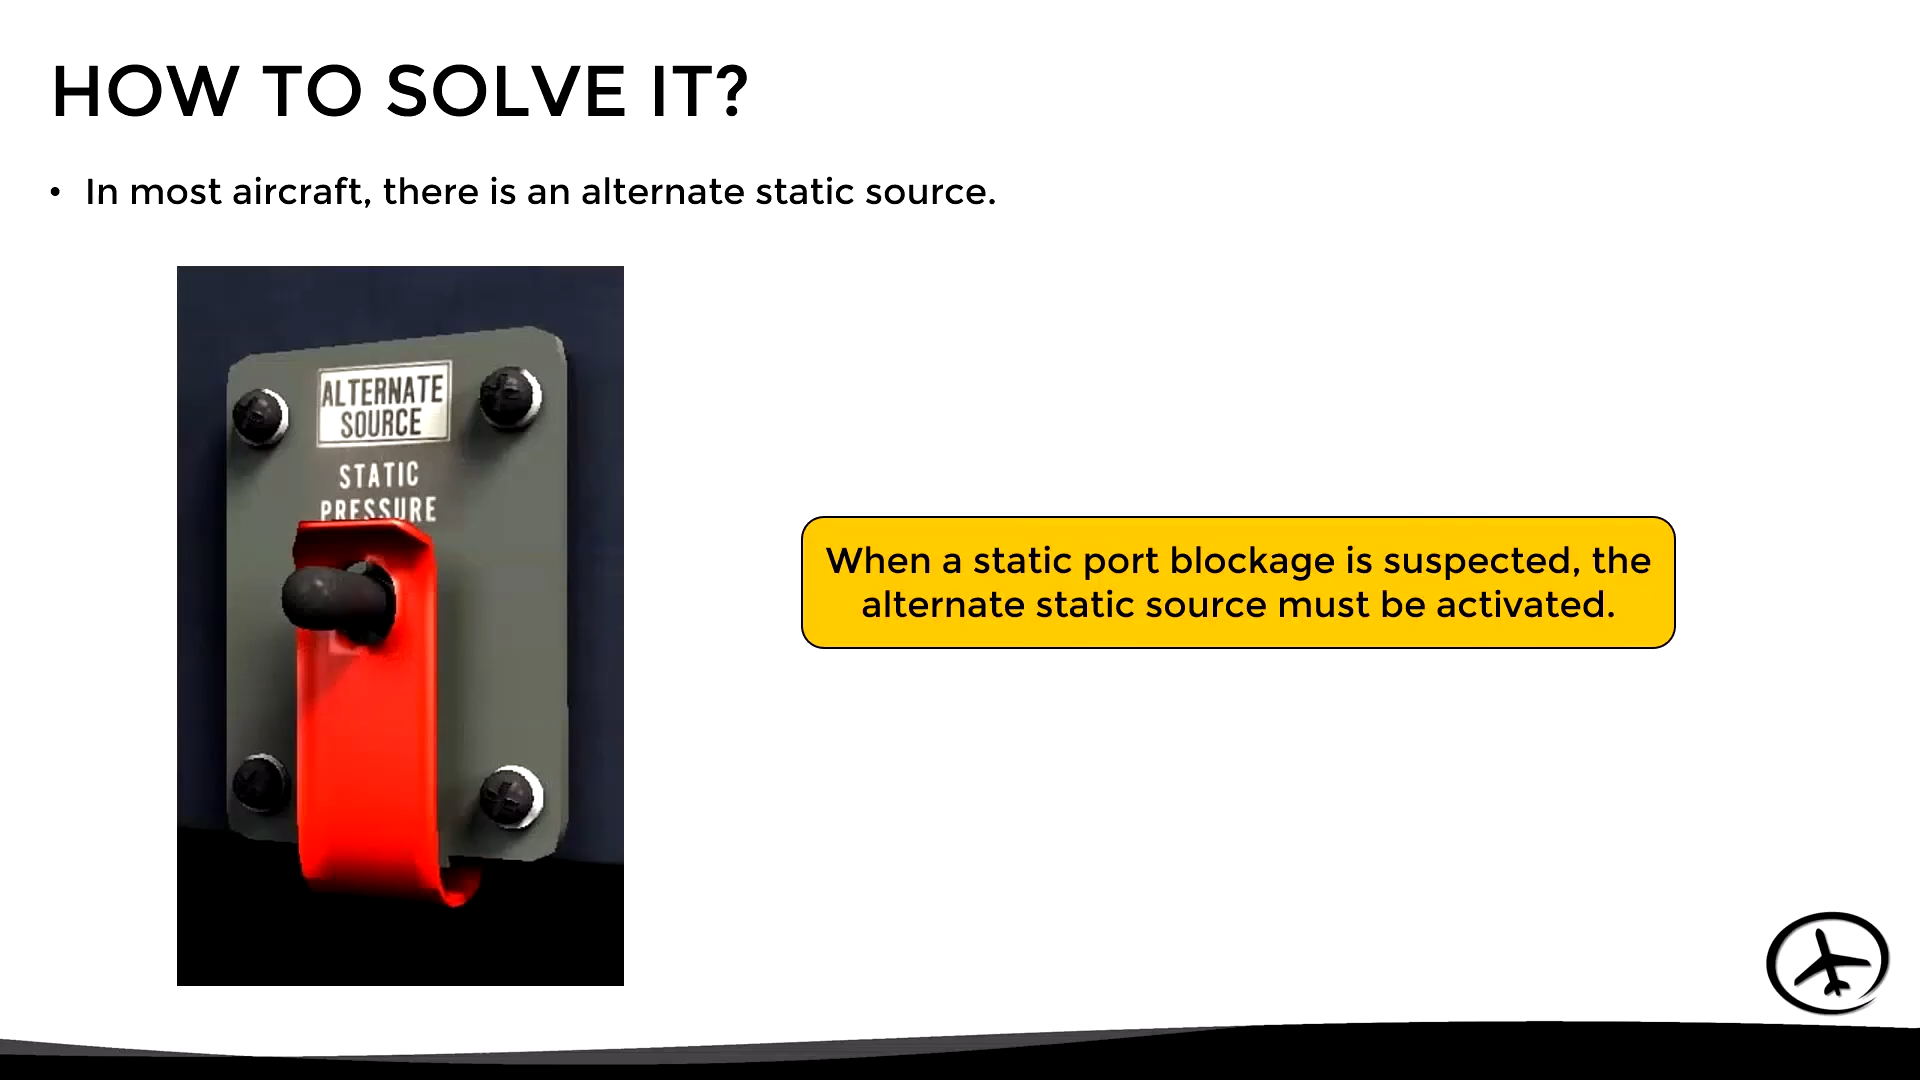 HOW TO SOLVE IT?
• In most aircraft, there is an alternate static source.
ALTERNATE
SOURCE
STATIC
PRESSURE
When a static port blockage is suspected, the
alternate static source must be activated.